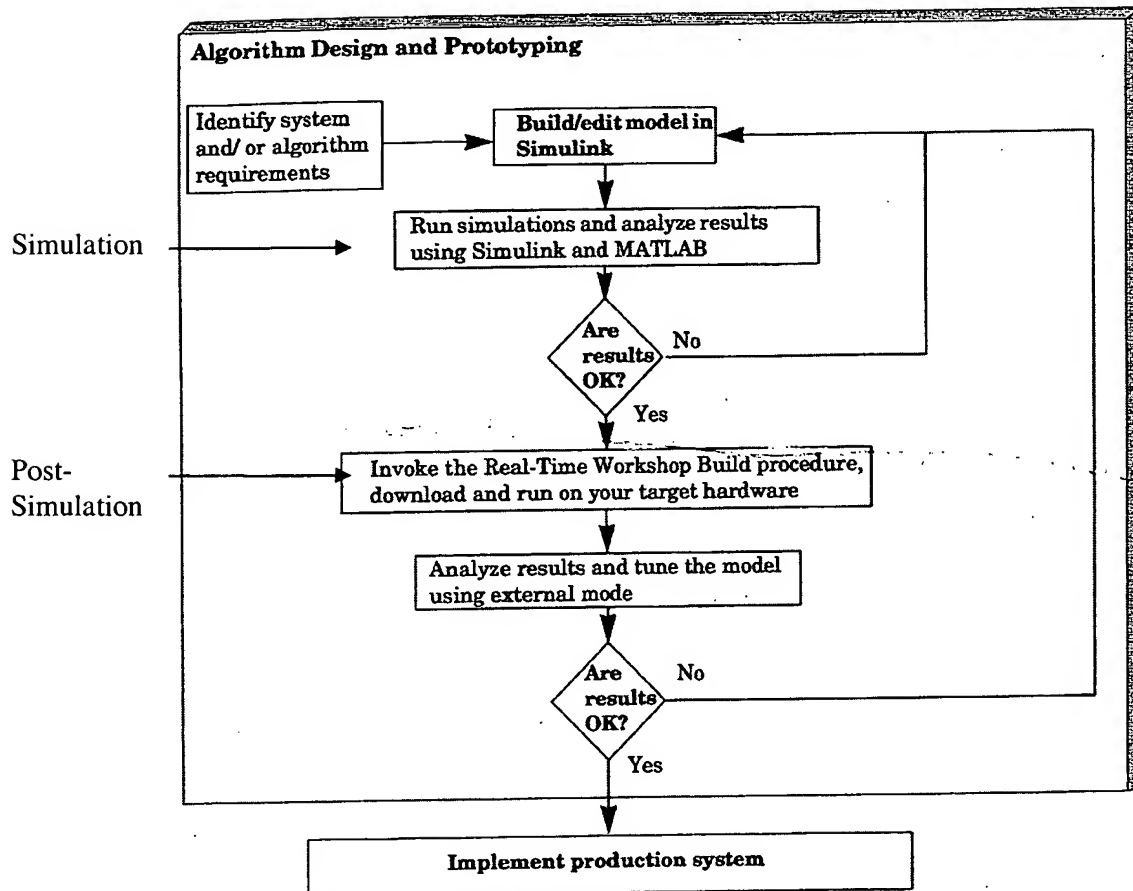 Algorithm Design and Prototyping
Identify system
and/ or algorithm
requirements
Build/edit model in
Simulink
Simulation
Run simulations and analyze results
using Simulink and MATLAB
Are
results
OK?
No
Yes
Post-
Simulation
Invoke the Real-Time Workshop Build procedure,
download and run on your target hardware
Analyze results and tune the model
using external mode
Are
results
OK?
No
Yes
Implement production system